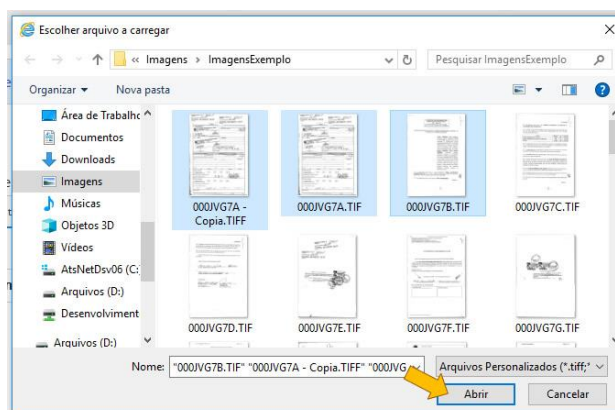 Escolher arquivo a carregar
« Imagens › ImagensExemplo
Pesquisar ImagensExemplo
Organizar
Nova pasta
Área de Trabalho
Documentos
Downloads
Imagens
Músicas
Objetos 3D
Vídeos
AtsNetDsv06 (C:
Arquivos (D:)
Desenvolviment
Arquivos (D:)
000JVG7A -
Copia.TIFF
000JVG7A.TIF
000JVG7B.TIF
000JVG7C.TIF
000JVG7D.TIF
000JVG7E.TIF
000JVG7F.TIF
000JVG7G.TIF
Nome: "000JVG7B.TIF" "000JVG7A - Copia.TIFF" "000JVG
Arquivos Personalizados (*.tiff;*
Abrir
Cancelar